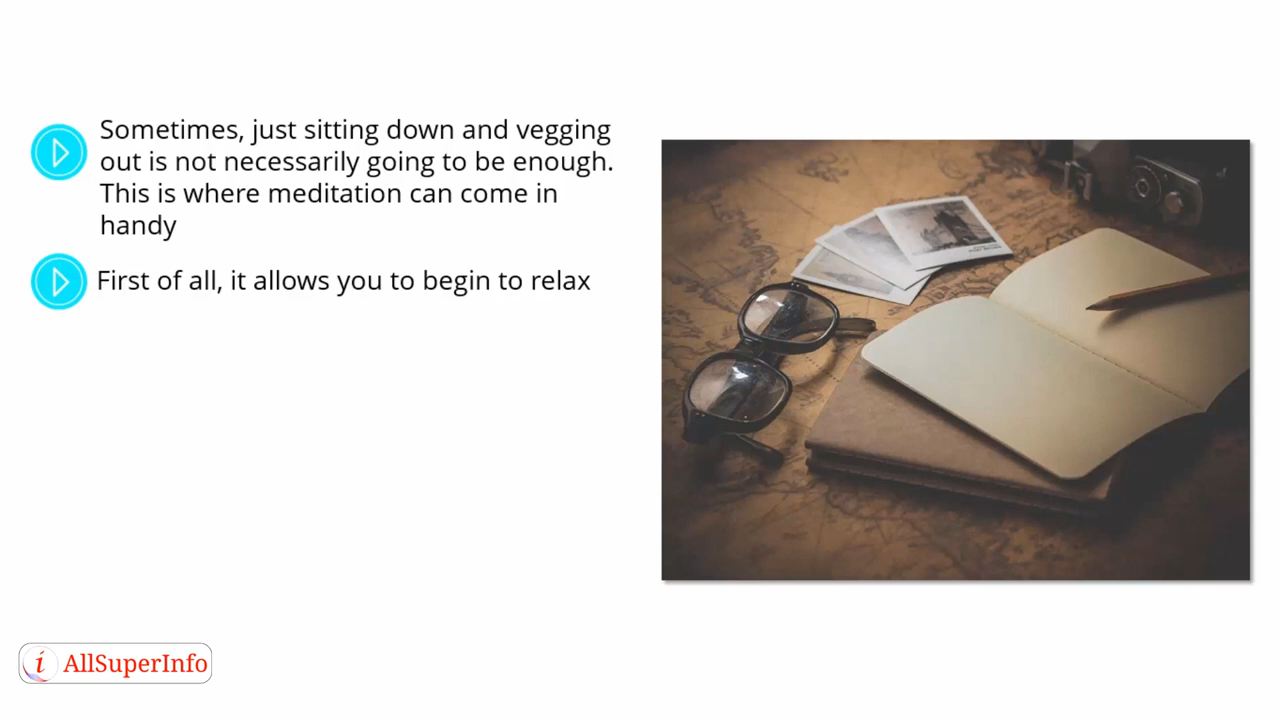 Sometimes, just sitting down and vegging
out is not necessarily going to be enough.
This is where meditation can come in
handy
First of all, it allows you to begin to relax
i AllSuperInfo